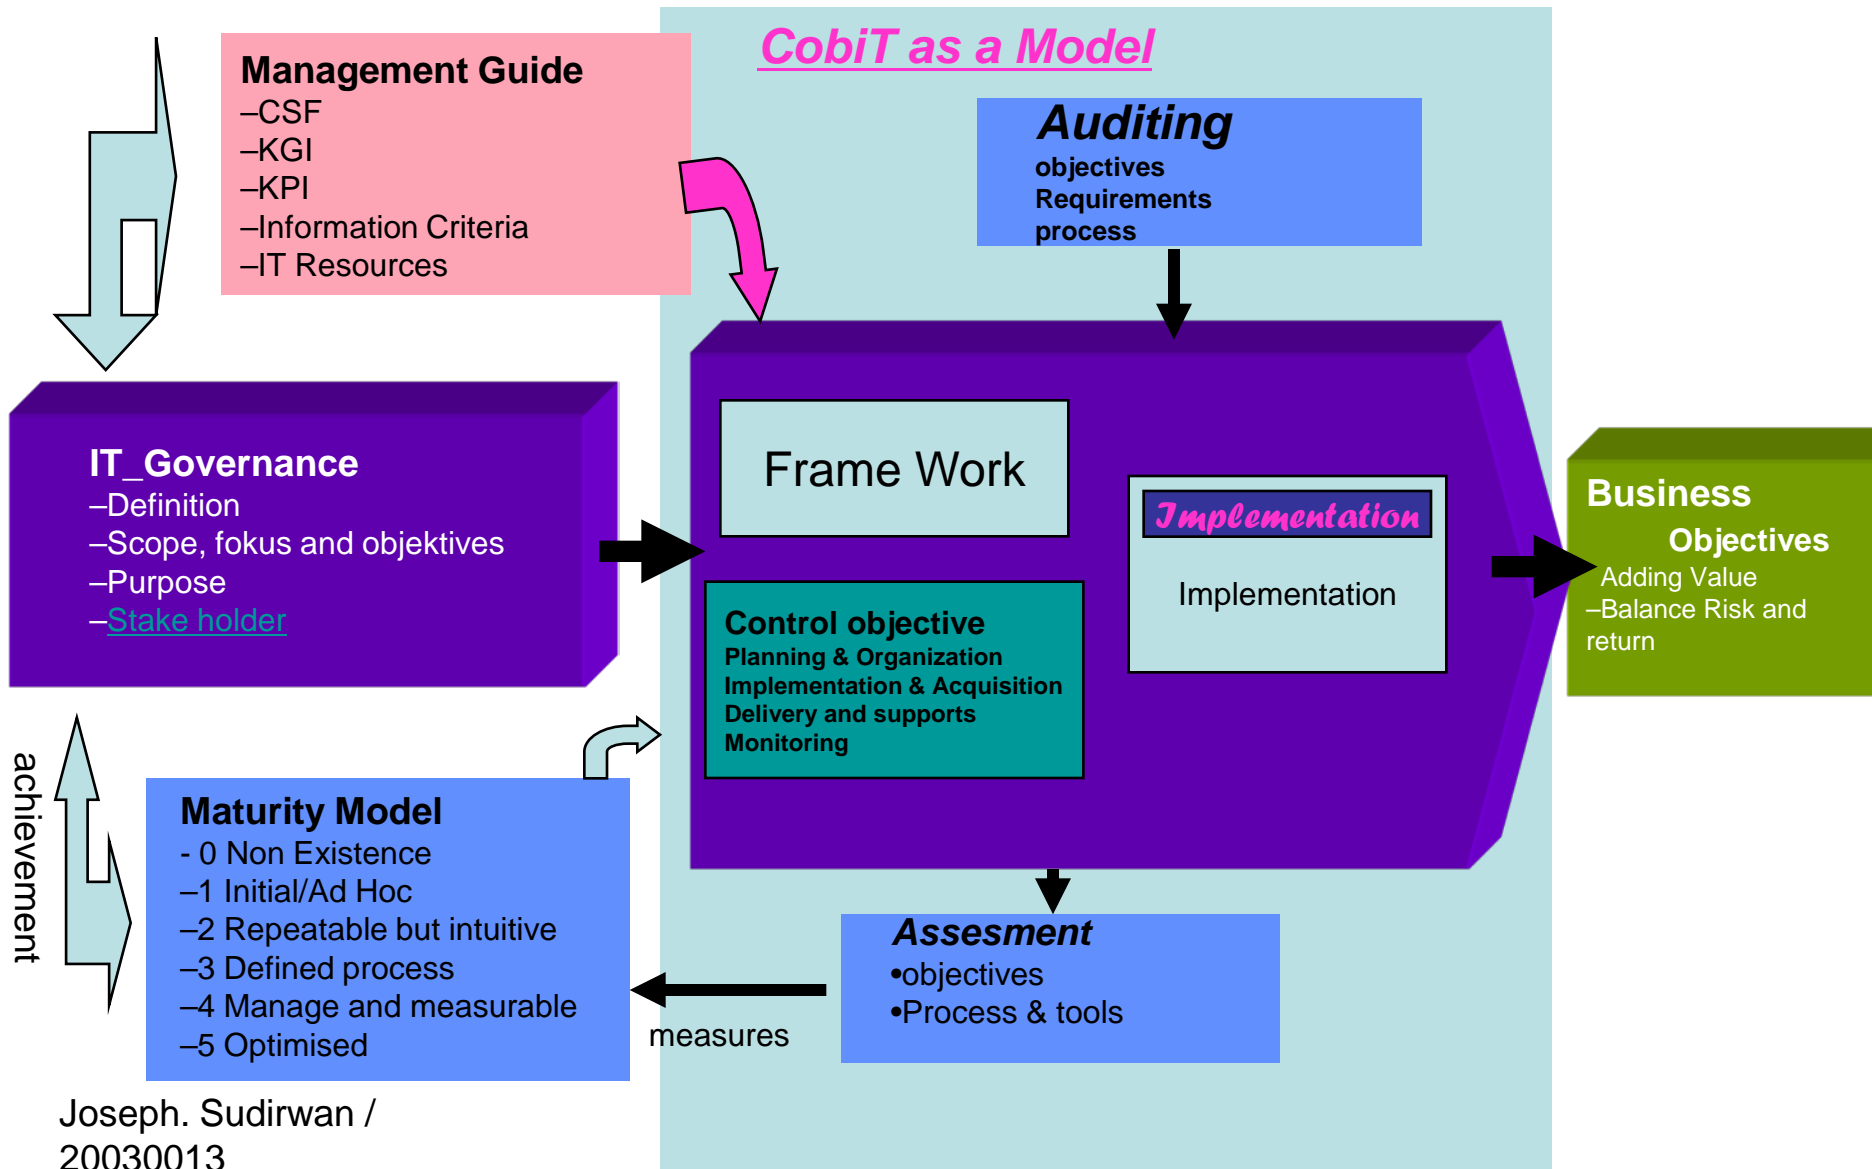 CobiT as a Model
Management Guide
–CSF
–KGI
–KPI
–Information Criteria
–IT Resources
Auditing
objectives
Requirements
process
IT_Governance
–Definition
–Scope, fokus and objektives
–Purpose
–Stake holder
Frame Work
Control objective
Planning & Organization
Implementation & Acquisition
Delivery and supports
Monitoring
Implementation
Implementation
Business
Objectives
Adding Value
–Balance Risk and
return
achievement
Maturity Model
- 0 Non Existence
–1 Initial/Ad Hoc
–2 Repeatable but intuitive
–3 Defined process
–4 Manage and measurable
–5 Optimised
measures
Assesment
•objectives
•Process & tools
Joseph. Sudirwan /
20030013